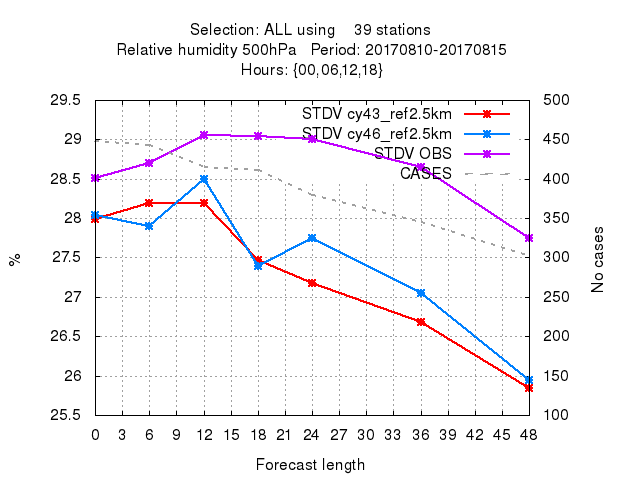 Selection: ALL using 39 stations
Relative humidity 500hPa Period: 20170810-20170815
Hours: {00,06,12,18}
29.5
29
28.5
28
27.5
27
26.5
26
25.5
%
STDV cy43_ref2.5km
STDV cy46_ref2.5km
STDV OBS
CASES
500
450
400
350
300
250
200
150
100
No cases
0 3 6 9 12 15 18 21 24 27 30 33 36 39 42 45 48
Forecast length